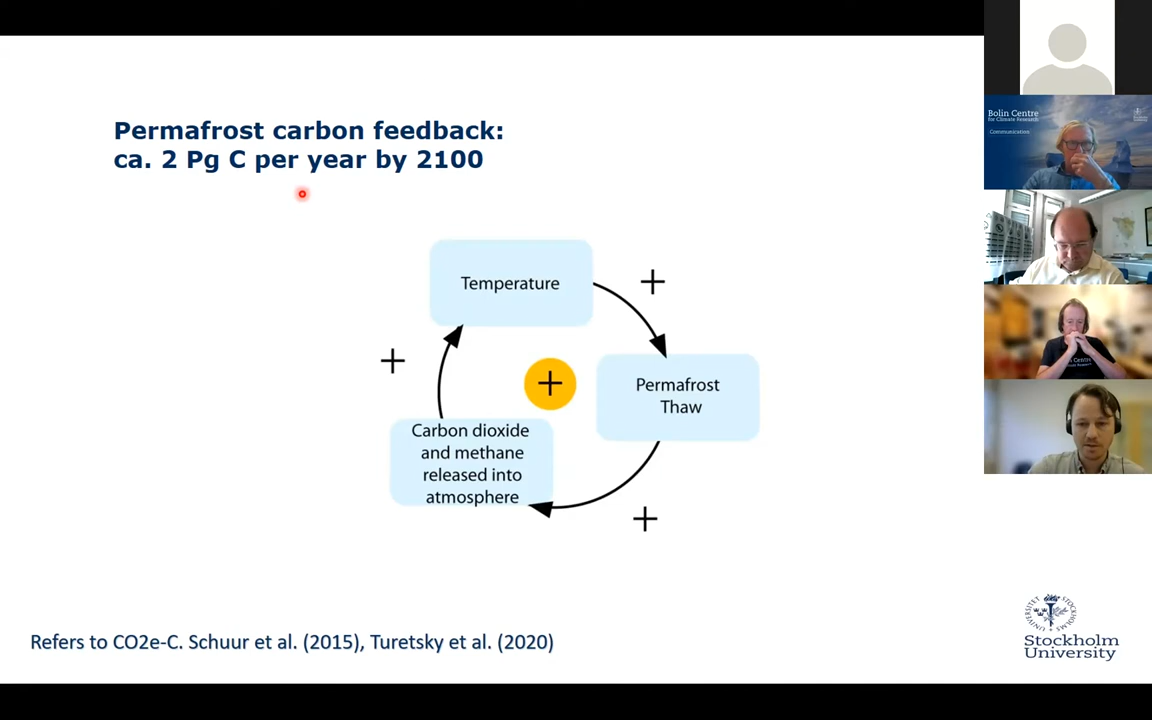 Permafrost carbon feedback:
ca. 2 Pg C per year by 2100
Temperature
+
+
+
Permafrost
Thaw
Carbon dioxide
and methane
released into
atmosphere
+
Refers to CO2e-C. Schuur et al. (2015), Turetsky et al. (2020)
Stockholm
University
Bolin Centre
for Climate Research
Communication